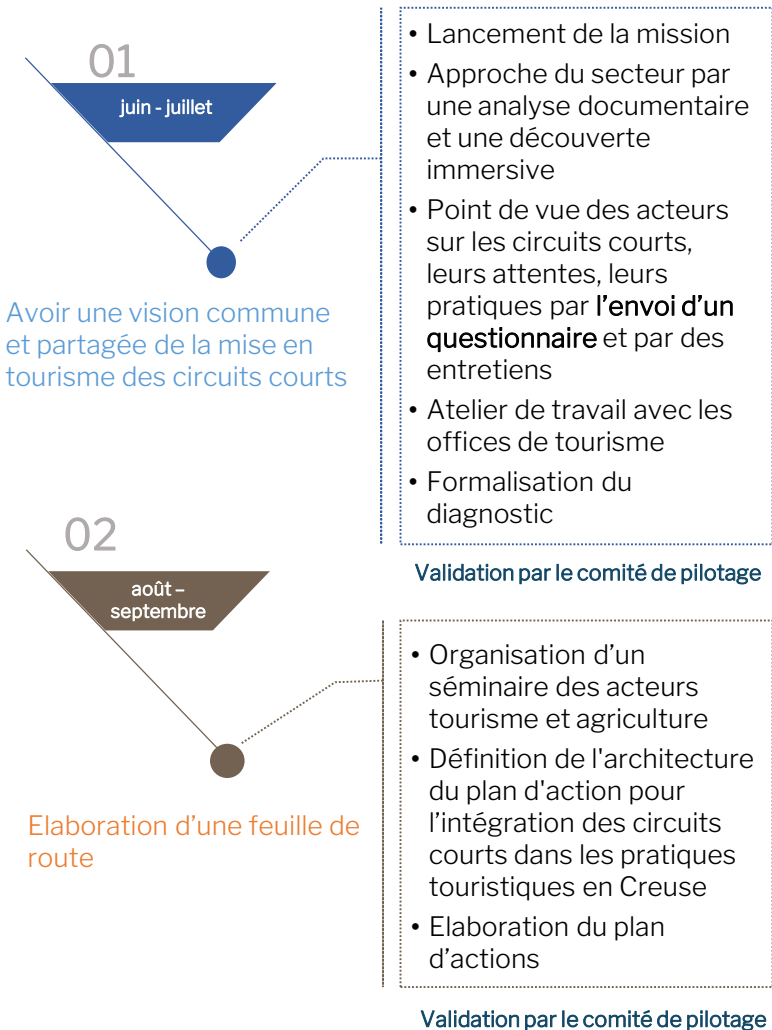 01
juin - juillet
Avoir une vision commune
et partagée de la mise en
tourisme des circuits courts
• Lancement de la mission
• Approche du secteur par
une analyse documentaire
et une découverte
immersive
• Point de vue des acteurs
sur les circuits courts,
leurs attentes, leurs
pratiques par l’envoi d’un
questionnaire et par des
entretiens
• Atelier de travail avec les
offices de tourisme
• Formalisation du
diagnostic
Validation par le comité de pilotage
02
août –
septembre
Elaboration d’une feuille de
route
• Organisation d’un
séminaire des acteurs
tourisme et agriculture
• Définition de l'architecture
du plan d'action pour
l’intégration des circuits
courts dans les pratiques
touristiques en Creuse
• Elaboration du plan
d’actions
Validation par le comité de pilotage